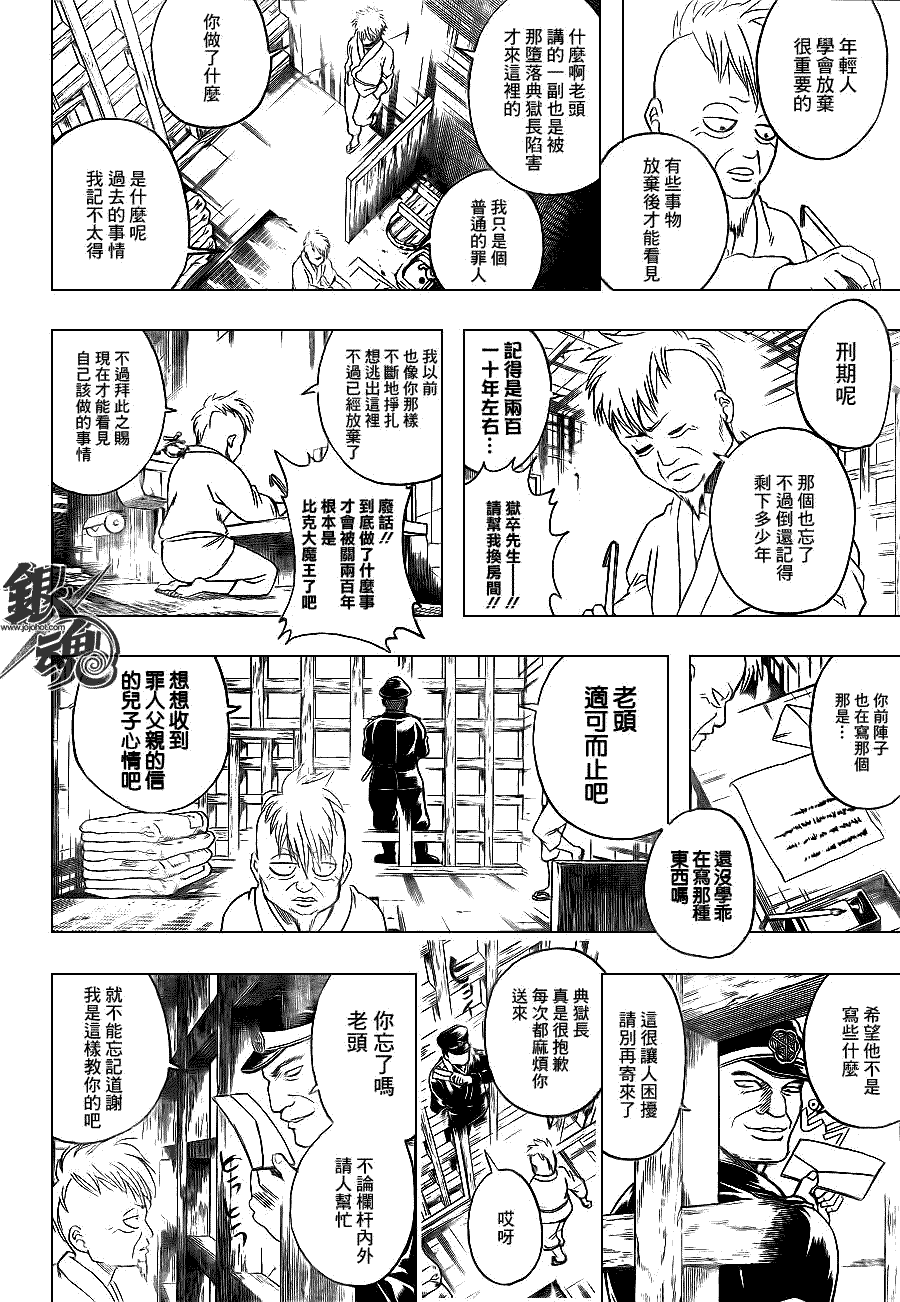 年輕人
學會放棄
很重要的
有些事物
放棄後才能看見
什麼啊老頭
講的一副也是被
那墮落典獄長陷害
才來這裡的
我只是個
普通的罪人
你做了什麼
是什麼呢
過去的事情
我記不太得
刑期呢
那個也忘了
不過倒還記得
剩下多少年
記得是兩百
一十年左右…
獄卒先生——!!
請幫我換房間!!
我以前
也像你那樣
不斷地掙扎
想逃出這裡
不過已經放棄了
廢話!!
到底做了什麼事
才會被關兩百年
根本是
比克大魔王了吧
不過拜此之賜
現在才能看見
自己該做的事情
銀魂
www.jojohot.com
你前陣子
也在寫那個
那是…
老頭
適可而止吧
還沒學乖
在寫那種
東西嗎
想想收到
罪人父親的信
的兒子心情吧
希望他不是
寫些什麼
這很讓人困擾
請別再寄來了
典獄長
真是很抱歉
每次都麻煩你
送來
哎呀
你忘了嗎
老頭
不論欄杆內外
請人幫忙
就不能忘記道謝
我是這樣教你的吧